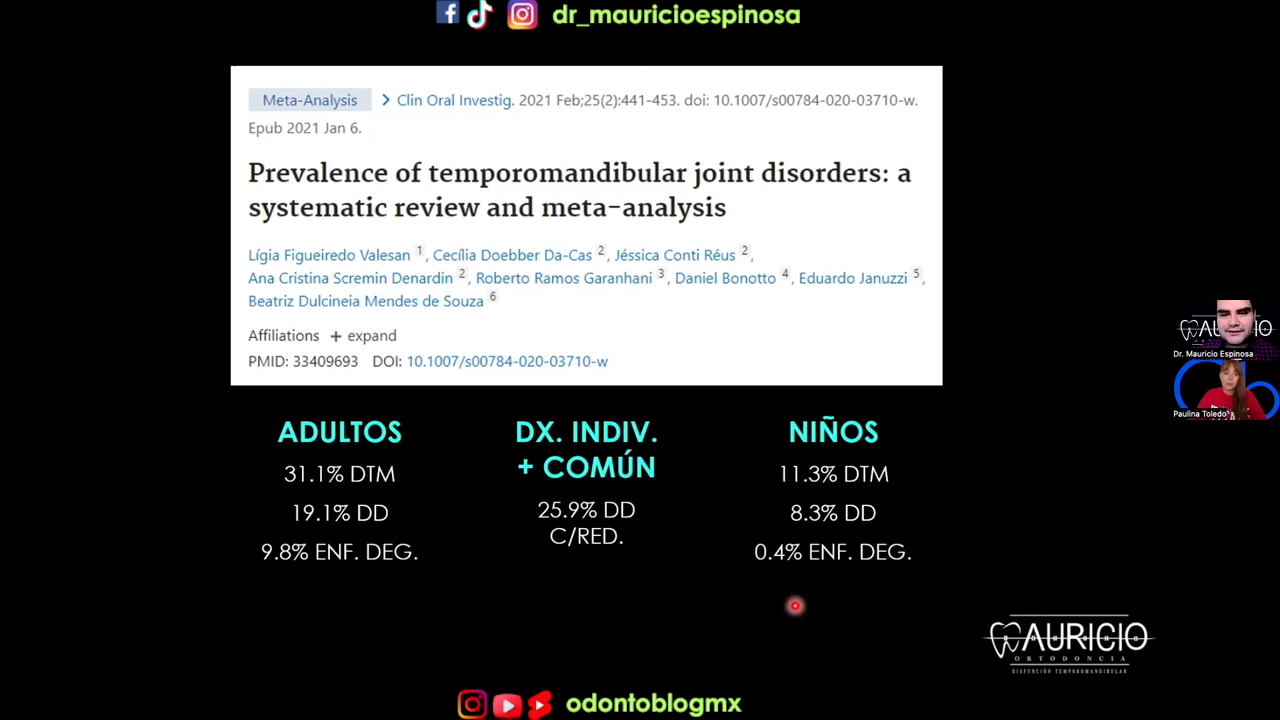 dr_mauricioespinosa
Meta-Analysis > Clin Oral Investig. 2021 Feb;25(2):441-453. doi: 10.1007/s00784-020-03710-w.
Epub 2021 Jan 6.
Prevalence of temporomandibular joint disorders: a
systematic review and meta-analysis
Lígia Figueiredo Valesan 1, Cecília Doebber Da-Cas 2, Jéssica Conti Réus 2,
Ana Cristina Scremin Denardin 2, Roberto Ramos Garanhani 3, Daniel Bonotto 4, Eduardo Januzzi 5,
Beatriz Dulcineia Mendes de Souza 6
Affiliations + expand
PMID: 33409693 DOI: 10.1007/s00784-020-03710-w
ADULTOS
31.1% DTM
19.1% DD
9.8% ENF. DEG.
DX. INDIV.
+ COMÚN
25.9% DD
C/RED.
NIÑOS
11.3% DTM
8.3% DD
0.4% ENF. DEG.
Dr. Mauricio Espinosa
Paulina Toledo
MAURICIO
ORTODONCIA
DISFUNCIÓN TEMPOROMANDIBULAR
odontoblogmx